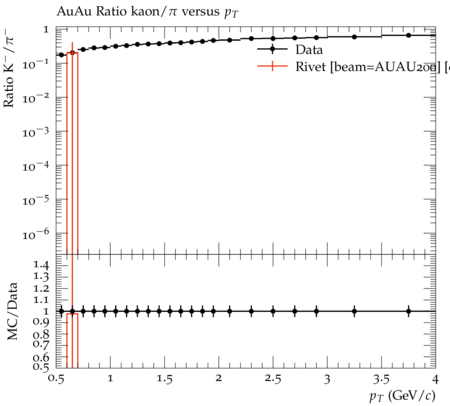 AuAu Ratio kaon/π versus p_T
Ratio K⁻/π⁻
1
10⁻¹
10⁻²
10⁻³
10⁻⁴
10⁻⁵
10⁻⁶
Data
Rivet [beam=AUAU200]
MC/Data
1.4
1.3
1.2
1.1
1
0.9
0.8
0.7
0.6
0.5
0.5 1 1.5 2 2.5 3 3.5 4
p_T (GeV/c)